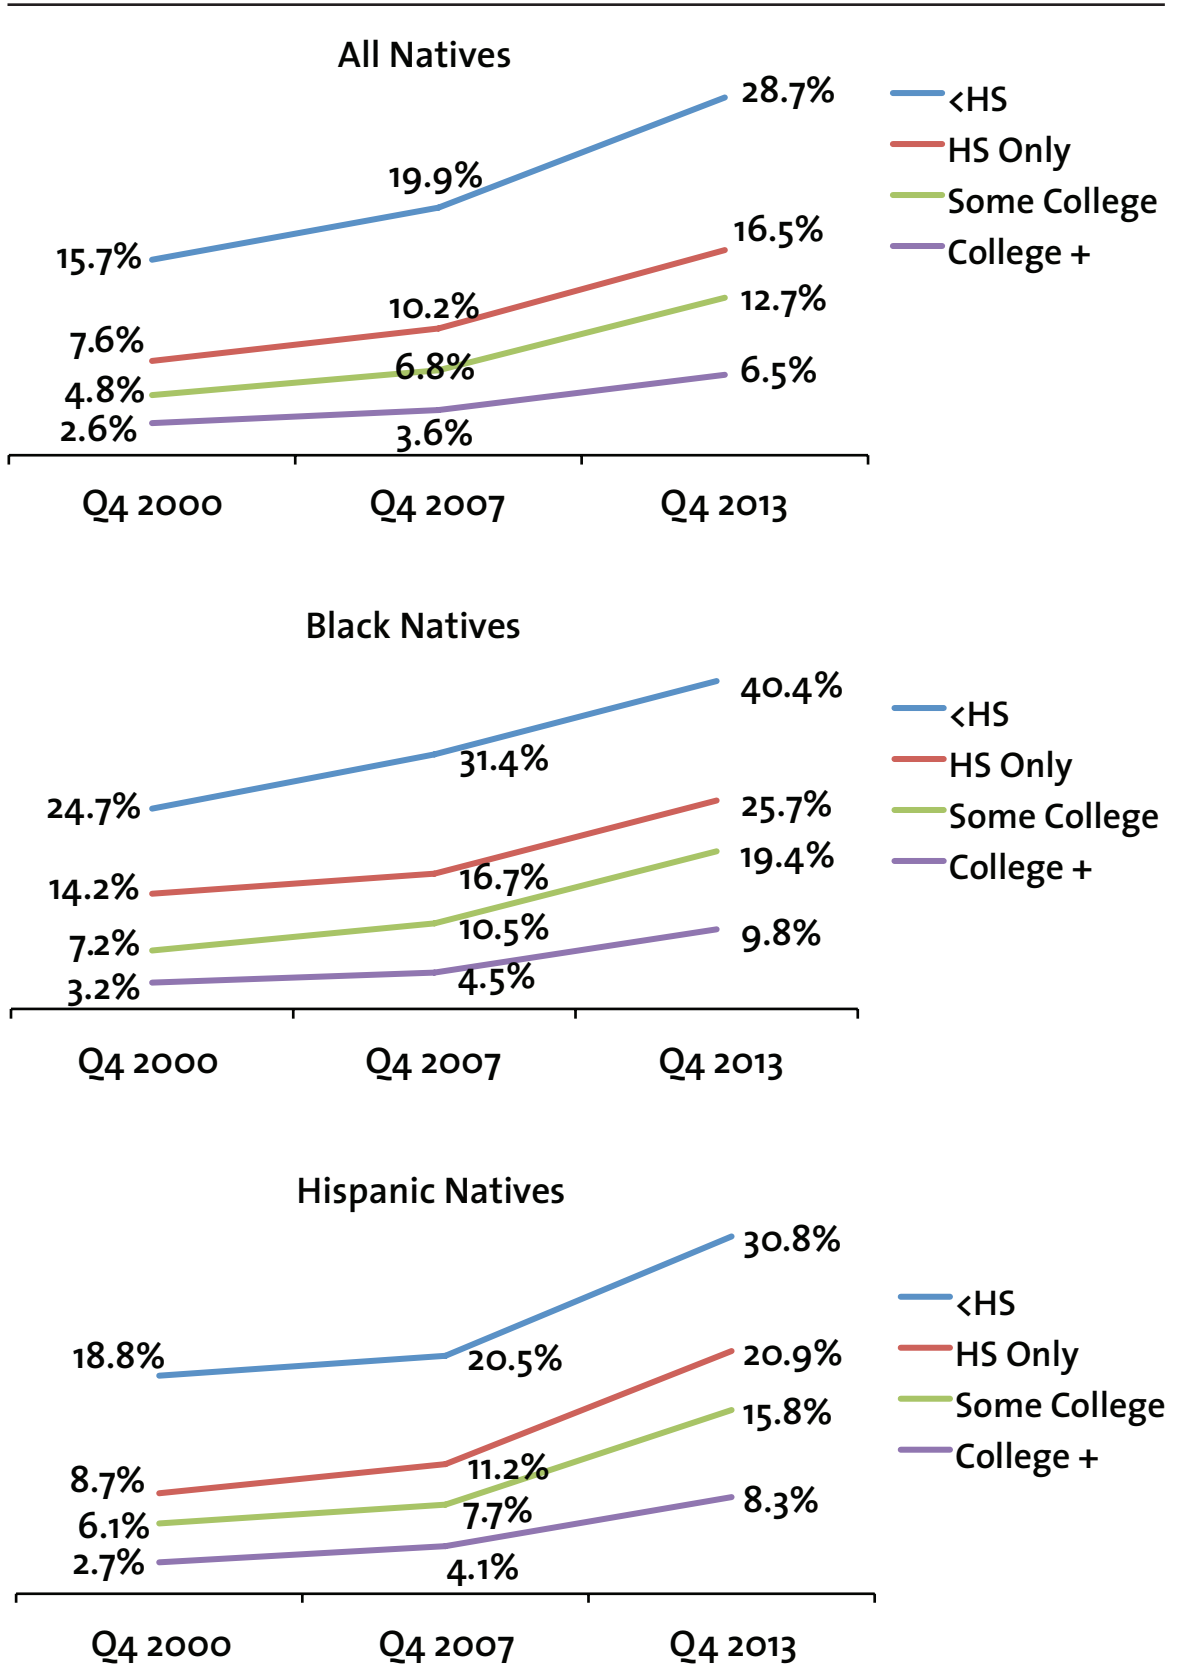 All Natives
28.7%
<HS
19.9%
HS Only
Some College
16.5%
15.7%
College +
10.2%
12.7%
7.6%
6.8%
6.5%
4.8%
2.6%
3.6%
Q4 2000 Q4 2007 Q4 2013
Black Natives
40.4%
<HS
31.4%
HS Only
24.7%
25.7%
Some College
19.4%
College +
16.7%
14.2%
10.5%
9.8%
7.2%
4.5%
3.2%
Q4 2000 Q4 2007 Q4 2013
Hispanic Natives
30.8%
<HS
18.8%
20.5%
20.9%
HS Only
15.8%
Some College
11.2%
College +
8.7%
7.7%
8.3%
6.1%
2.7%
4.1%
Q4 2000 Q4 2007 Q4 2013